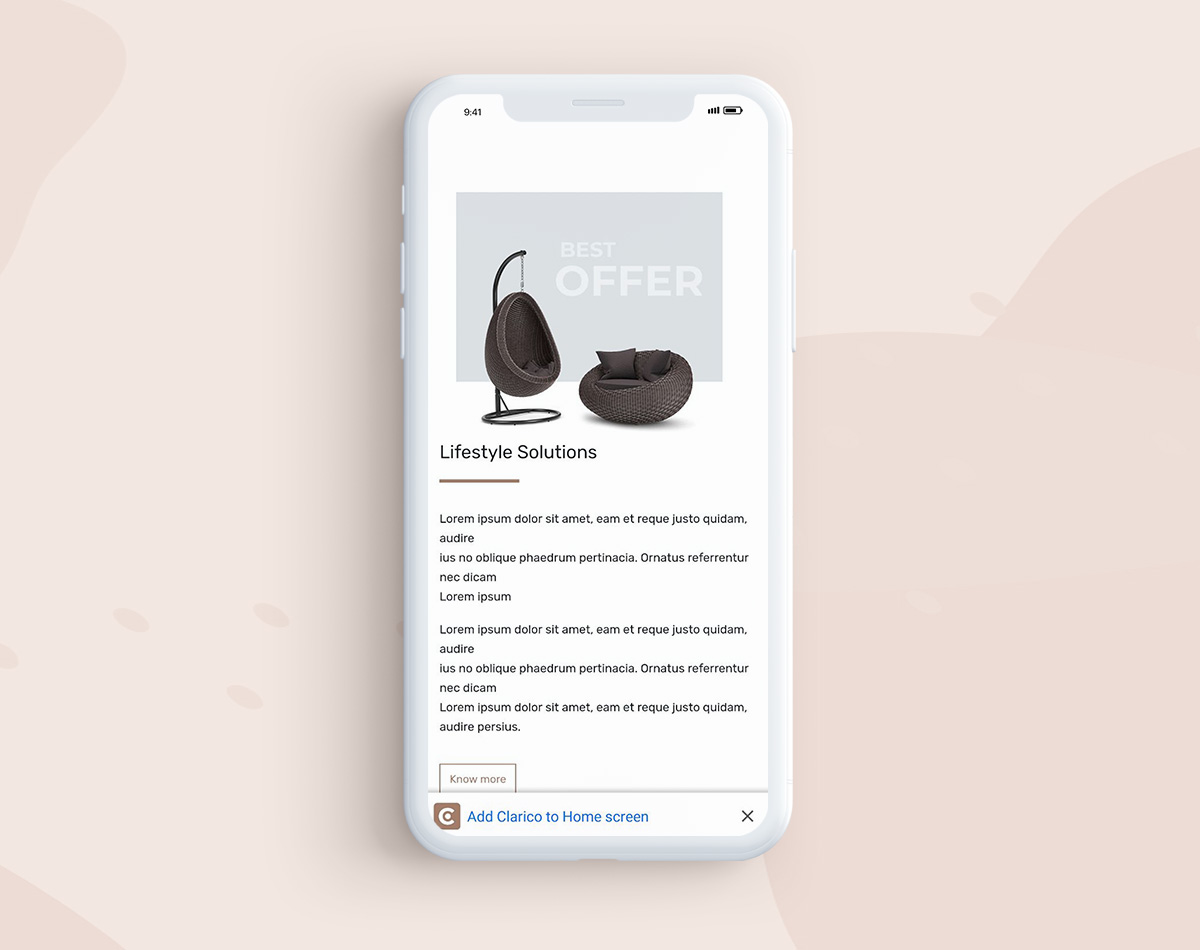 9:41
BEST
OFFER
Lifestyle Solutions
Lorem ipsum dolor sit amet, eam et reque justo quidam,
audire
ius no oblique phaedrum pertinacia. Ornatus referrentur
nec dicam
Lorem ipsum
Lorem ipsum dolor sit amet, eam et reque justo quidam,
audire
ius no oblique phaedrum pertinacia. Ornatus referrentur
nec dicam
Lorem ipsum dolor sit amet, eam et reque justo quidam,
audire persius.
Know more
C Add Clarico to Home screen